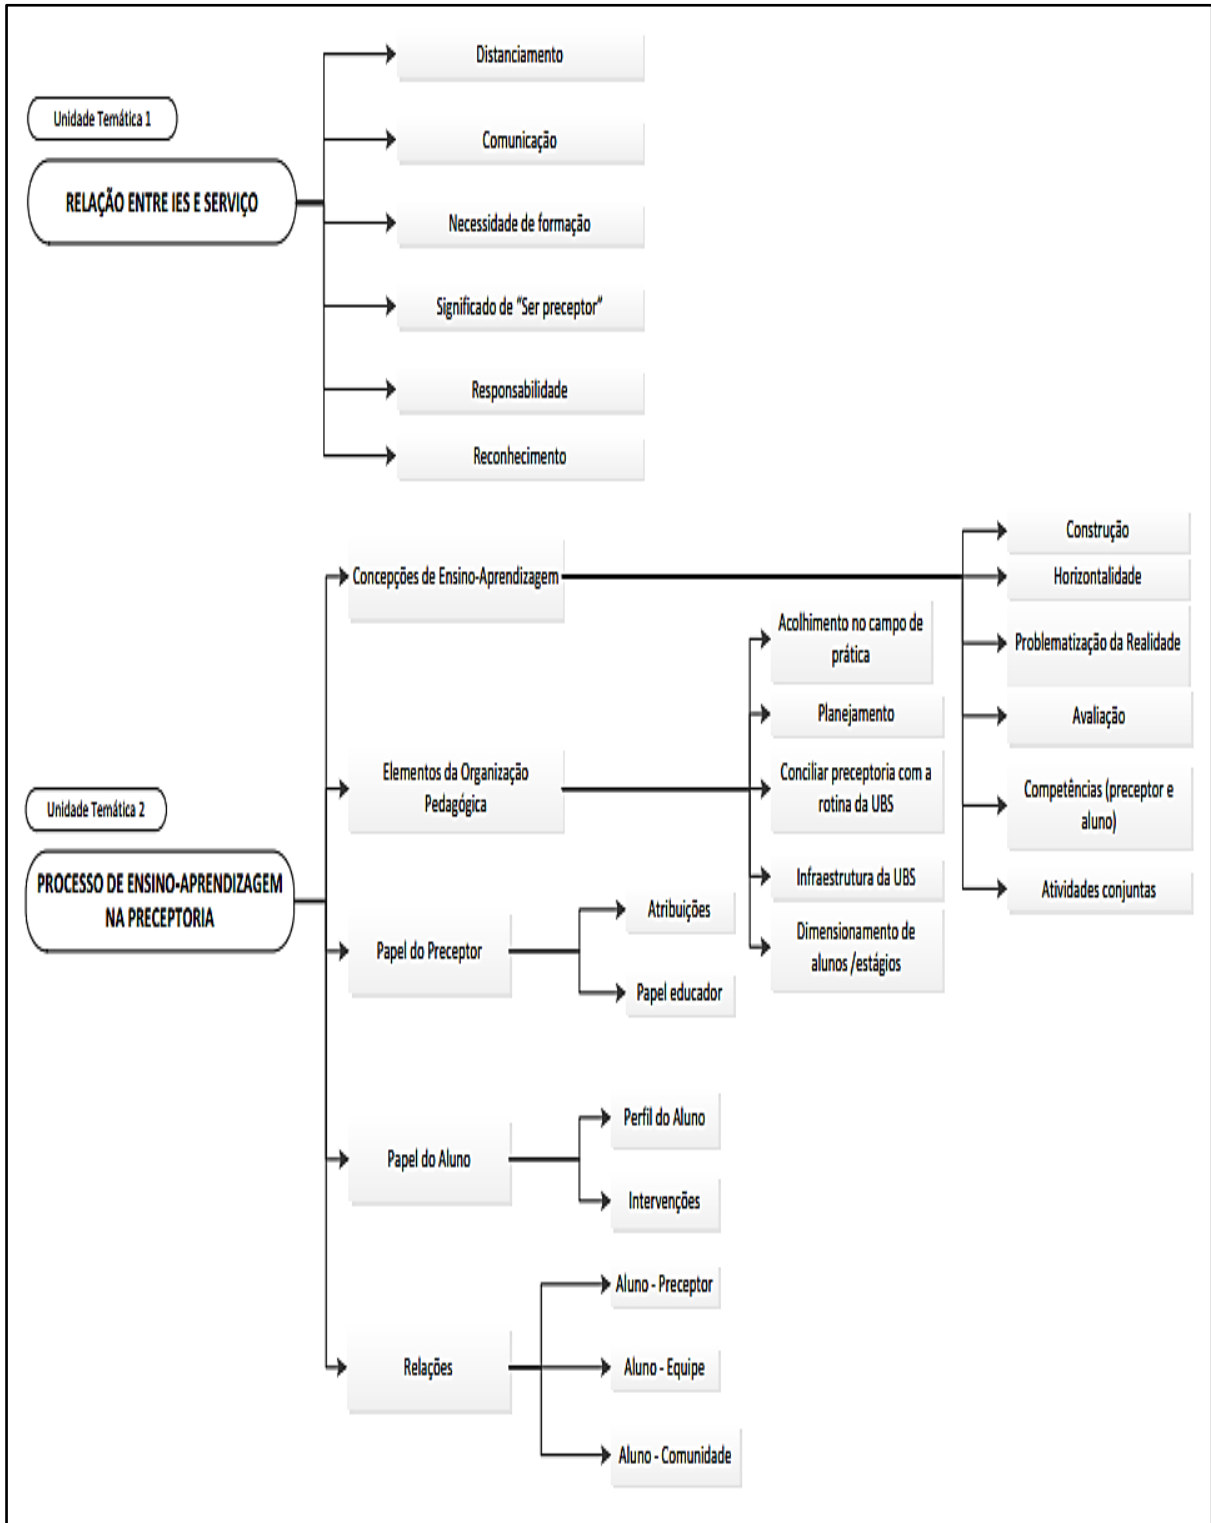 Unidade Temática 1
RELAÇÃO ENTRE IES E SERVIÇO
Distanciamento
Comunicação
Necessidade de formação
Significado de “Ser preceptor”
Responsabilidade
Reconhecimento
Unidade Temática 2
PROCESSO DE ENSINO-APRENDIZAGEM
NA PRECEPTORIA
Concepções de Ensino-Aprendizagem
Construção
Horizontalidade
Problematização da Realidade
Avaliação
Competências (preceptor e
aluno)
Atividades conjuntas
Elementos da Organização
Pedagógica
Acolhimento no campo de
prática
Planejamento
Conciliar preceptoria com a
rotina da UBS
Infraestrutura da UBS
Dimensionamento de
alunos /estágios
Papel do Preceptor
Atribuições
Papel educador
Papel do Aluno
Perfil do Aluno
Intervenções
Relações
Aluno - Preceptor
Aluno - Equipe
Aluno - Comunidade